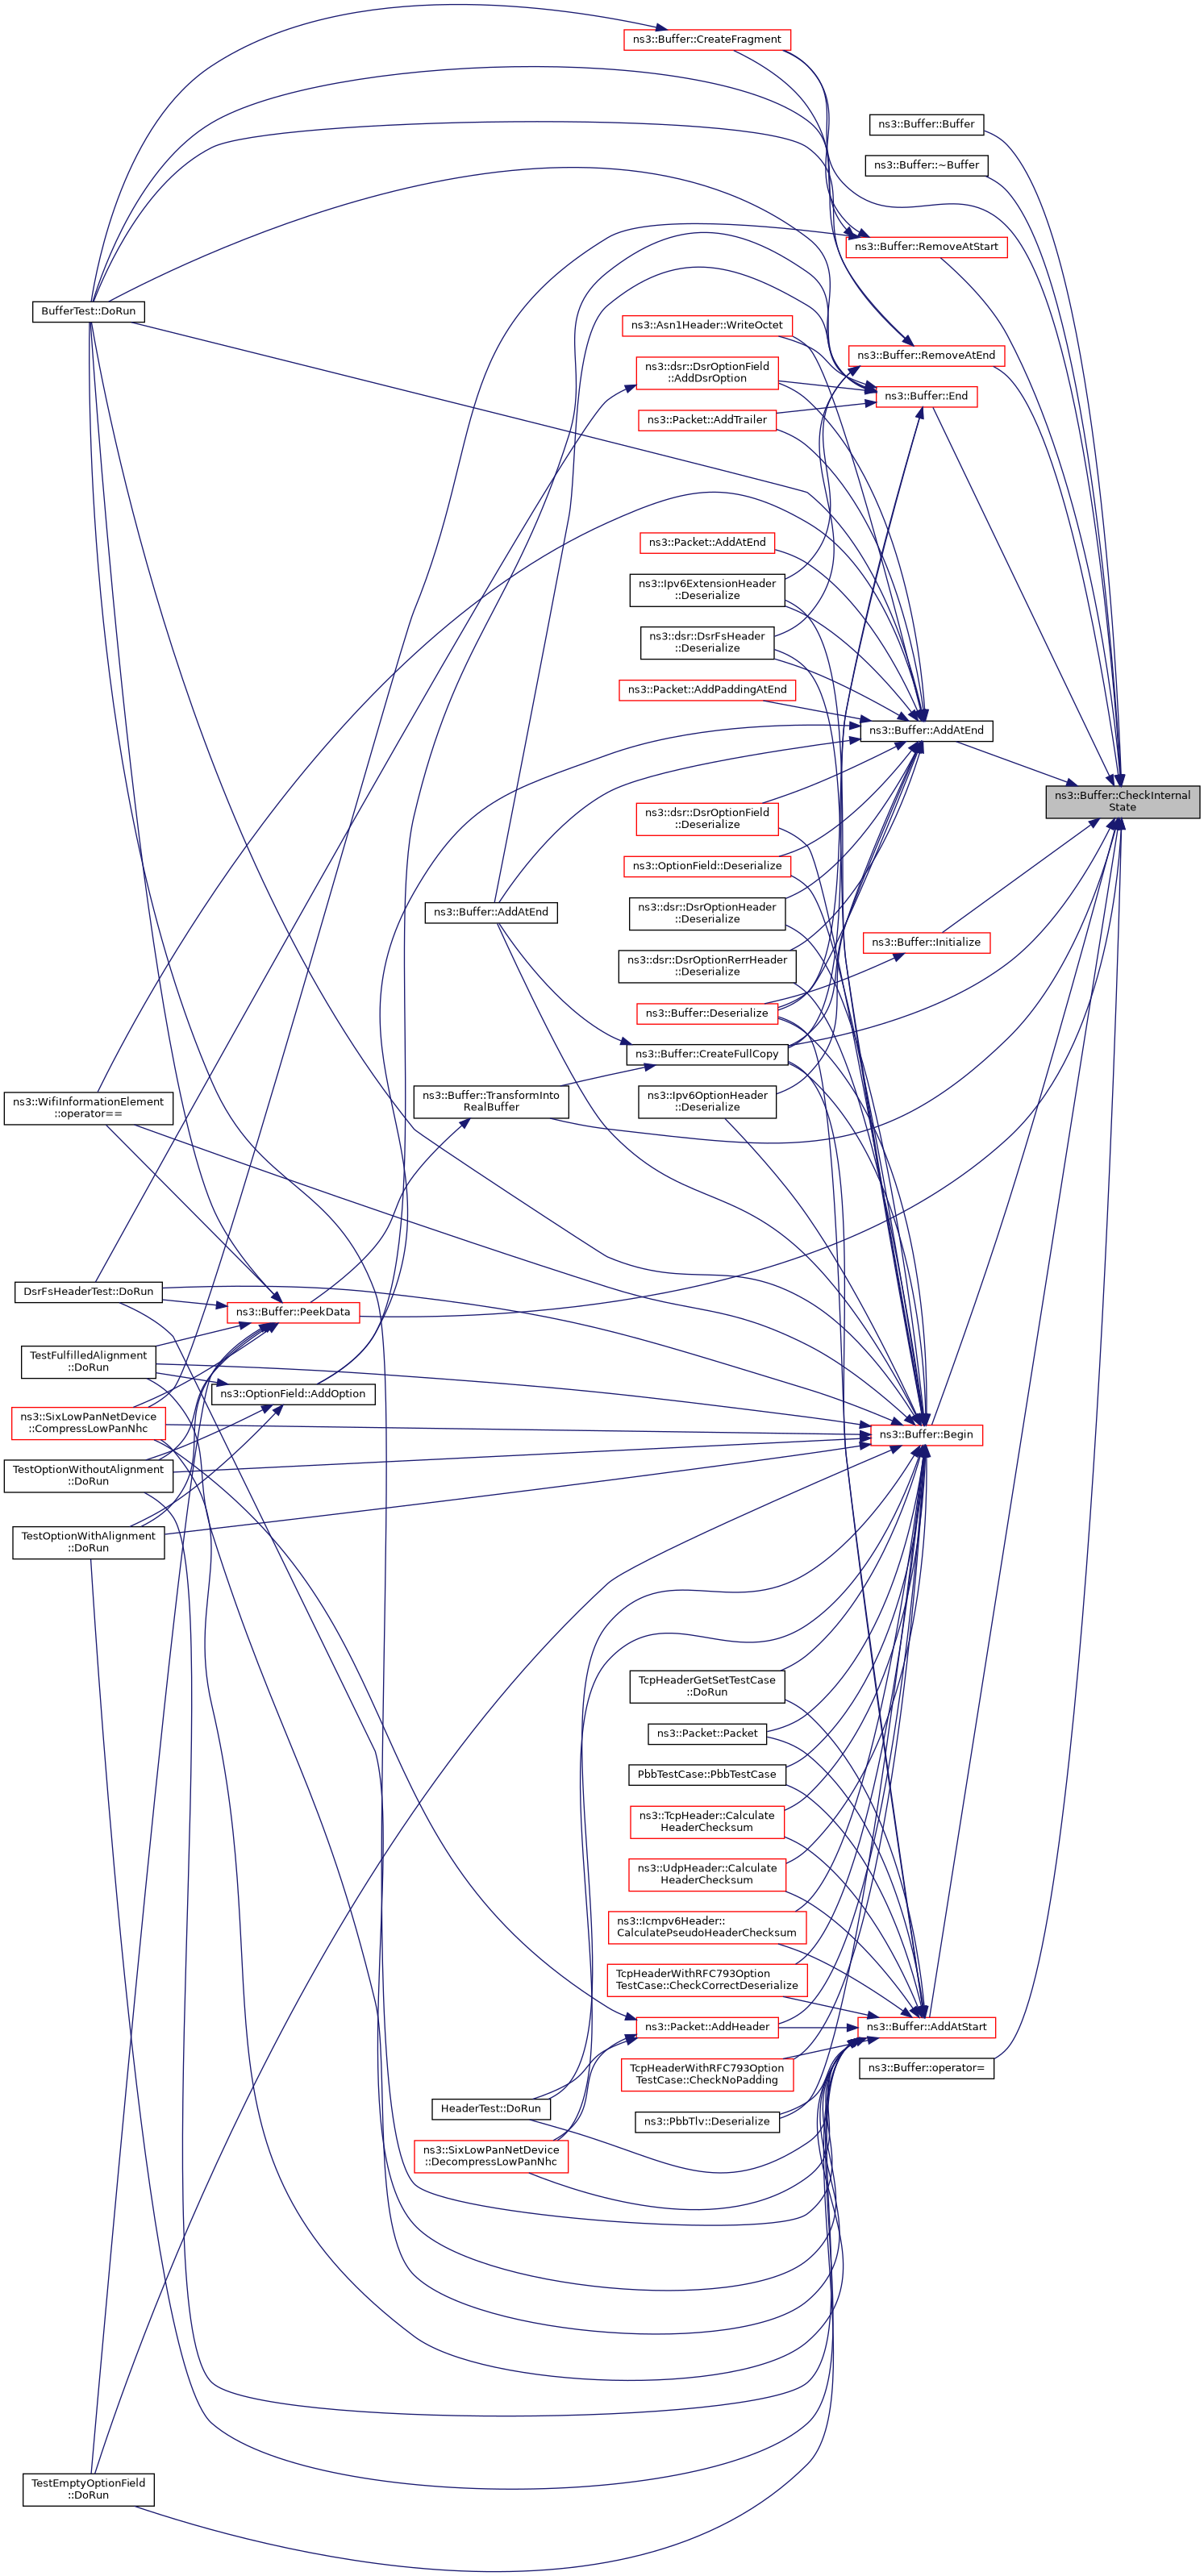 ns3::Buffer::CreateFragment
ns3::Buffer::Buffer
ns3::Buffer::~Buffer
ns3::Buffer::RemoveAtStart
BufferTest::DoRun
ns3::Asn1Header::WriteOctet
ns3::Buffer::RemoveAtEnd
ns3::dsr::DsrOptionField
::AddDsrOption
ns3::Buffer::End
ns3::Packet::AddTrailer
ns3::Packet::AddAtEnd
ns3::Ipv6ExtensionHeader
::Deserialize
ns3::dsr::DsrFsHeader
::Deserialize
ns3::Packet::AddPaddingAtEnd
ns3::Buffer::AddAtEnd
ns3::Buffer::CheckInternal
State
ns3::dsr::DsrOptionField
::Deserialize
ns3::OptionField::Deserialize
ns3::Buffer::AddAtEnd
ns3::dsr::DsrOptionHeader
::Deserialize
ns3::Buffer::Initialize
ns3::dsr::DsrOptionRerrHeader
::Deserialize
ns3::Buffer::Deserialize
ns3::Buffer::CreateFullCopy
ns3::WifiInformationElement
::operator==
ns3::Buffer::TransformInto
RealBuffer
ns3::Ipv6OptionHeader
::Deserialize
DsrFsHeaderTest::DoRun
ns3::Buffer::PeekData
TestFulfilledAlignment
::DoRun
ns3::OptionField::AddOption
ns3::SixLowPanNetDevice
::CompressLowPanNhc
ns3::Buffer::Begin
TestOptionWithoutAlignment
::DoRun
TestOptionWithAlignment
::DoRun
TcpHeaderGetSetTestCase
::DoRun
ns3::Packet::Packet
PbbTestCase::PbbTestCase
ns3::TcpHeader::Calculate
HeaderChecksum
ns3::UdpHeader::Calculate
HeaderChecksum
ns3::Icmpv6Header::
CalculatePseudoHeaderChecksum
TcpHeaderWithRFC793Option
TestCase::CheckCorrectDeserialize
ns3::Packet::AddHeader
ns3::Buffer::AddAtStart
TcpHeaderWithRFC793Option
TestCase::CheckNoPadding
ns3::Buffer::operator=
HeaderTest::DoRun
ns3::PbbTlv::Deserialize
ns3::SixLowPanNetDevice
::DecompressLowPanNhc
TestEmptyOptionField
::DoRun